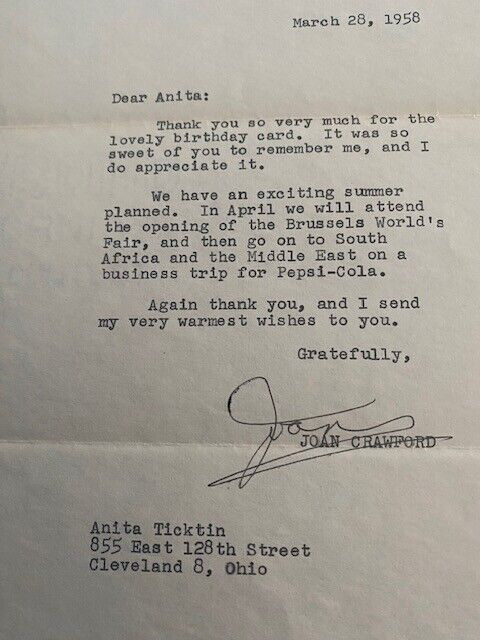 March 28, 1958
Dear Anita:
Thank you so very much for the
lovely birthday card. It was so
sweet of you to remember me, and I
do appreciate it.
We have an exciting summer
planned. In April we will attend
the opening of the Brussels World's
Fair, and then go on to South
Africa and the Middle East on a
business trip for Pepsi-Cola.
Again thank you, and I send
my very warmest wishes to you.
Gratefully,
Joan
JOAN CRAWFORD
Anita Ticktin
855 East 128th Street
Cleveland 8, Ohio